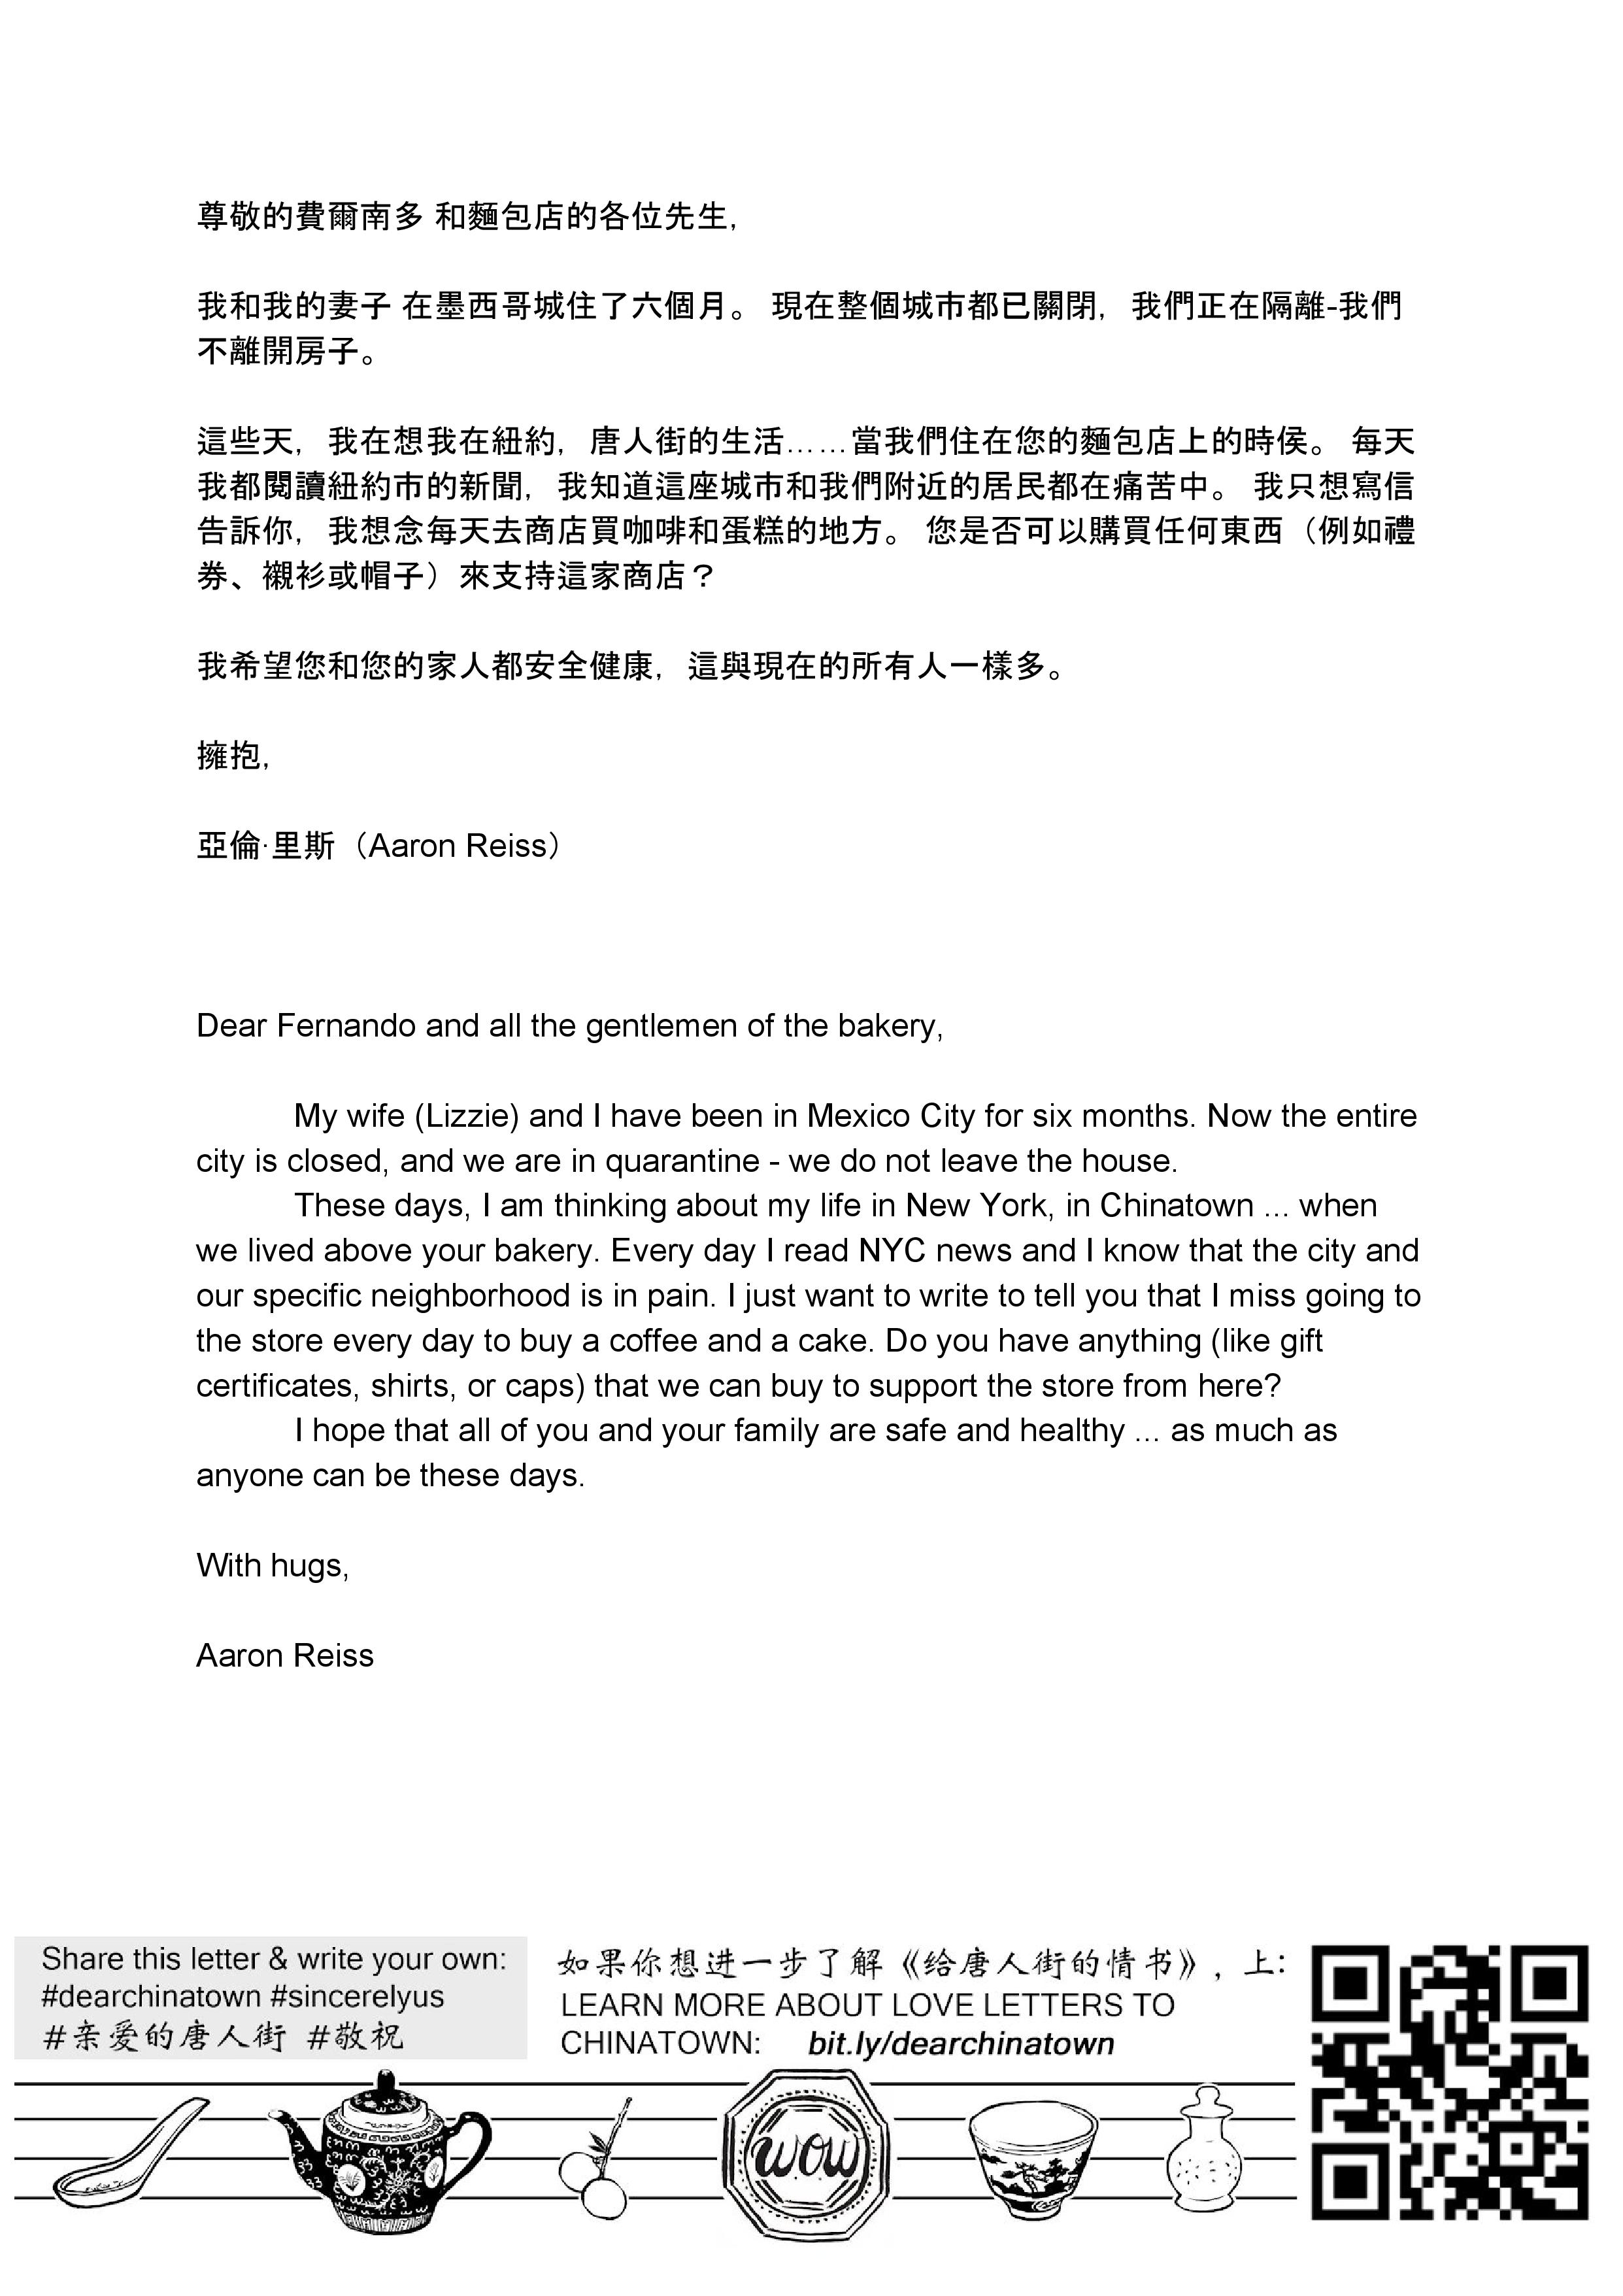 尊敬的費爾南多 和麵包店的各位先生,
我和我的妻子 在墨西哥城住了六個月。 現在整個城市都已關閉, 我們正在隔離-我們
不離開房子。
這些天, 我在想我在紐約, 唐人街的生活……當我們住在您的麵包店上的時侯。 每天
我都閱讀紐約市的新聞, 我知道這座城市和我們附近的居民都在痛苦中。 我只想寫信
告訴你, 我想念每天去商店買咖啡和蛋糕的地方。 您是否可以購買任何東西（例如禮
券、襯衫或帽子）來支持這家商店？
我希望您和您的家人都安全健康, 這與現在的所有人一樣多。
擁抱,
亞倫·里斯（Aaron Reiss）
Dear Fernando and all the gentlemen of the bakery,
My wife (Lizzie) and I have been in Mexico City for six months. Now the entire
city is closed, and we are in quarantine - we do not leave the house.
These days, I am thinking about my life in New York, in Chinatown ... when
we lived above your bakery. Every day I read NYC news and I know that the city and
our specific neighborhood is in pain. I just want to write to tell you that I miss going to
the store every day to buy a coffee and a cake. Do you have anything (like gift
certificates, shirts, or caps) that we can buy to support the store from here?
I hope that all of you and your family are safe and healthy ... as much as
anyone can be these days.
With hugs,
Aaron Reiss
Share this letter & write your own:
#dearchinatown #sincerelyus
#亲爱的唐人街 #敬祝
如果你想进一步了解《给唐人街的情书》, 上:
LEARN MORE ABOUT LOVE LETTERS TO
CHINATOWN: bit.ly/dearchinatown
W.O.W